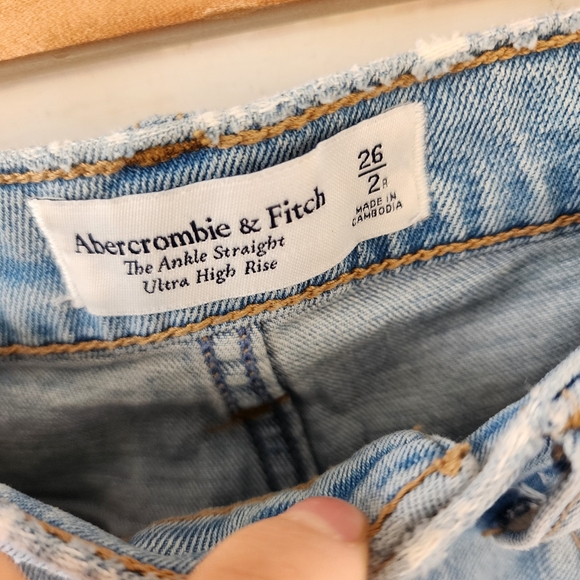 Abercrombie & Fitch
The Ankle Straight
Ultra High Rise
26
2R
MADE IN
CAMBODIA